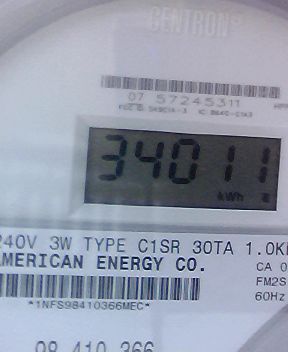 CENTRON®
07 57245311
34011
kWh
240V 3W TYPE C1SR 30TA 1.0K
AMERICAN ENERGY CO.
CA 0
FM2S
*1NFS98410366MEC*
60Hz
98 410 366